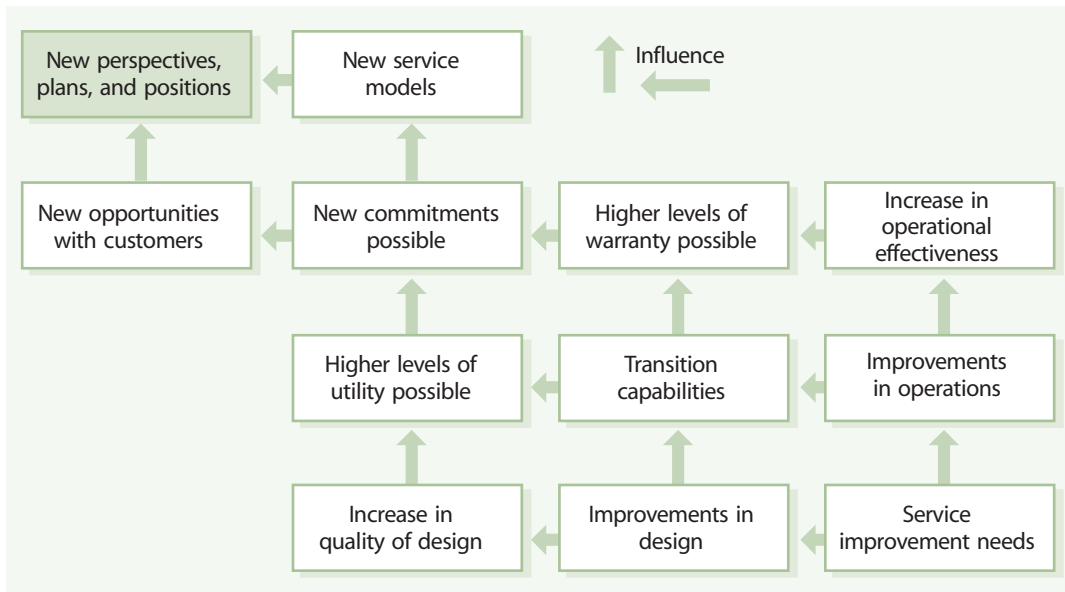 New perspectives,
plans, and positions
New service
models
Influence
New opportunities
with customers
New commitments
possible
Higher levels of
warranty possible
Increase in
operational
effectiveness
Higher levels of
utility possible
Transition
capabilities
Improvements
in operations
Increase in
quality of design
Improvements in
design
Service
improvement needs